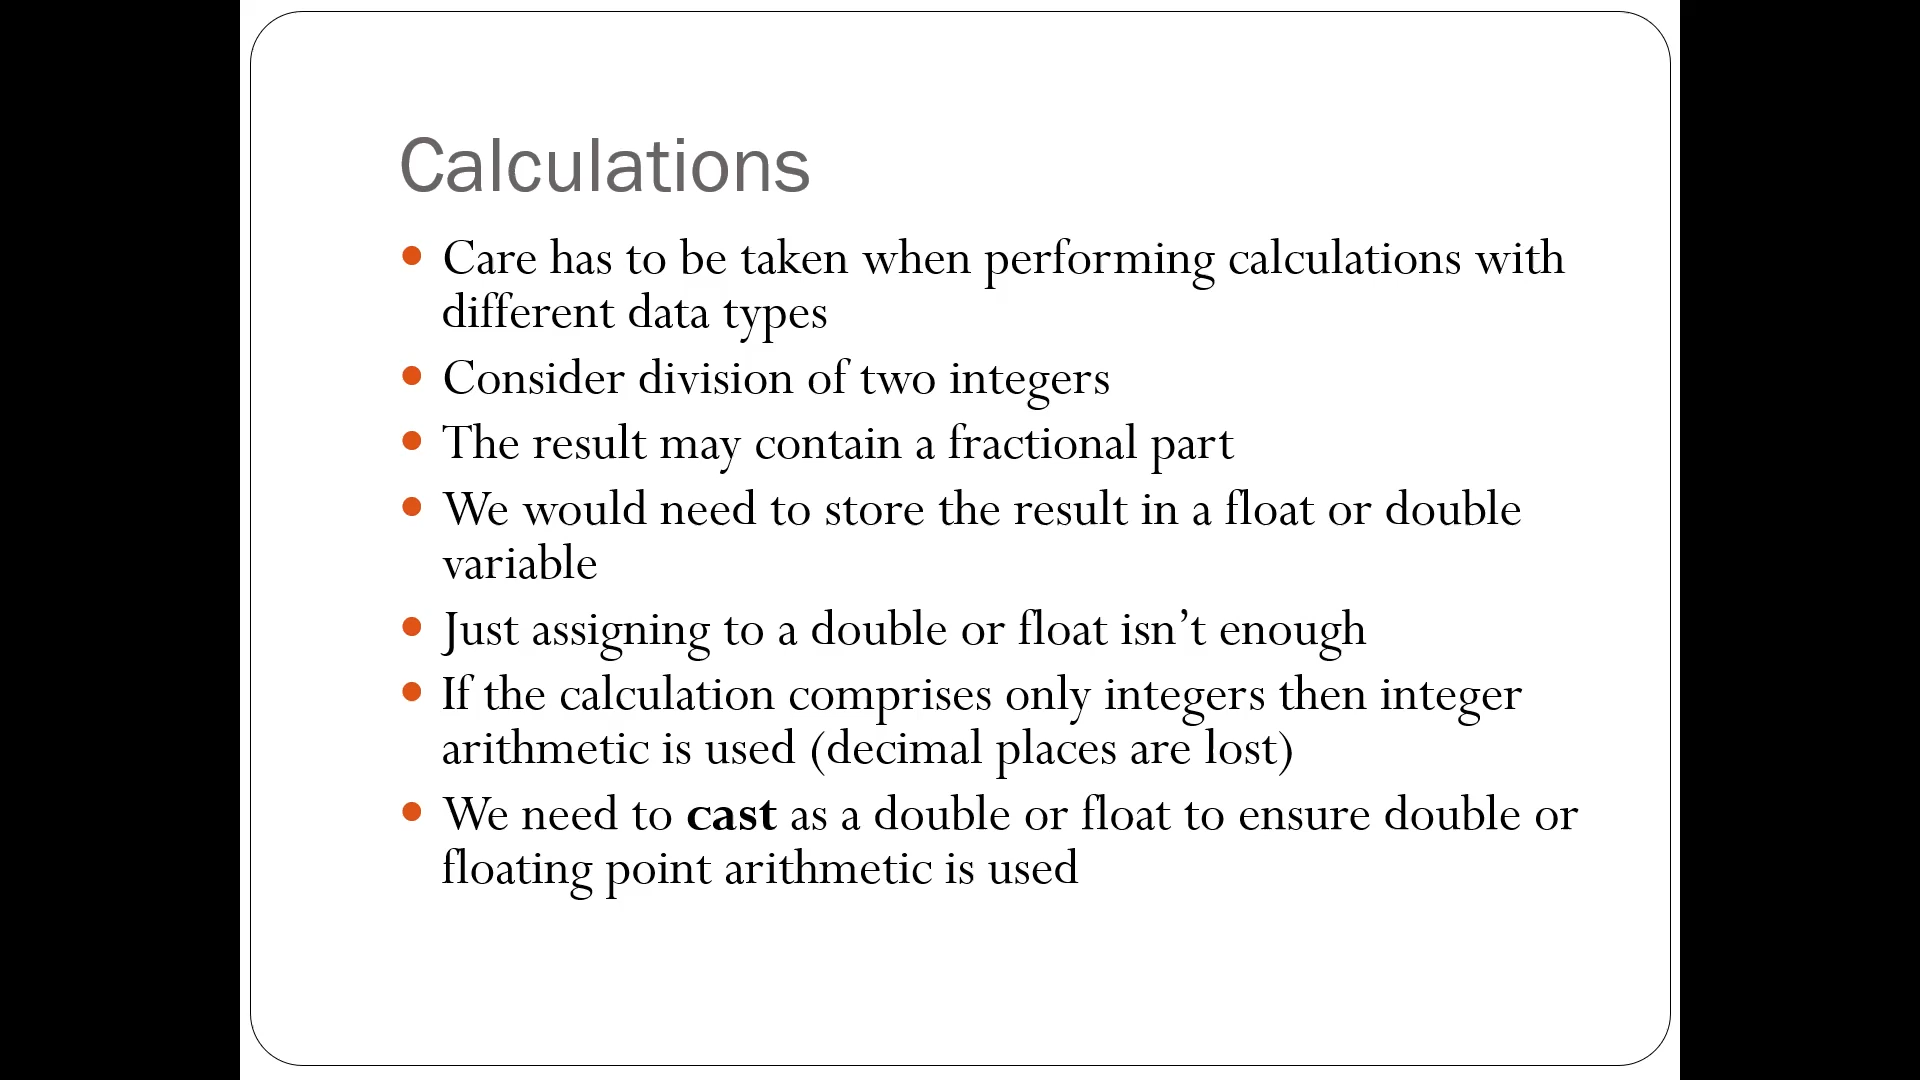 Calculations
• Care has to be taken when performing calculations with
different data types
• Consider division of two integers
• The result may contain a fractional part
• We would need to store the result in a float or double
variable
• Just assigning to a double or float isn’t enough
• If the calculation comprises only integers then integer
arithmetic is used (decimal places are lost)
• We need to cast as a double or float to ensure double or
floating point arithmetic is used